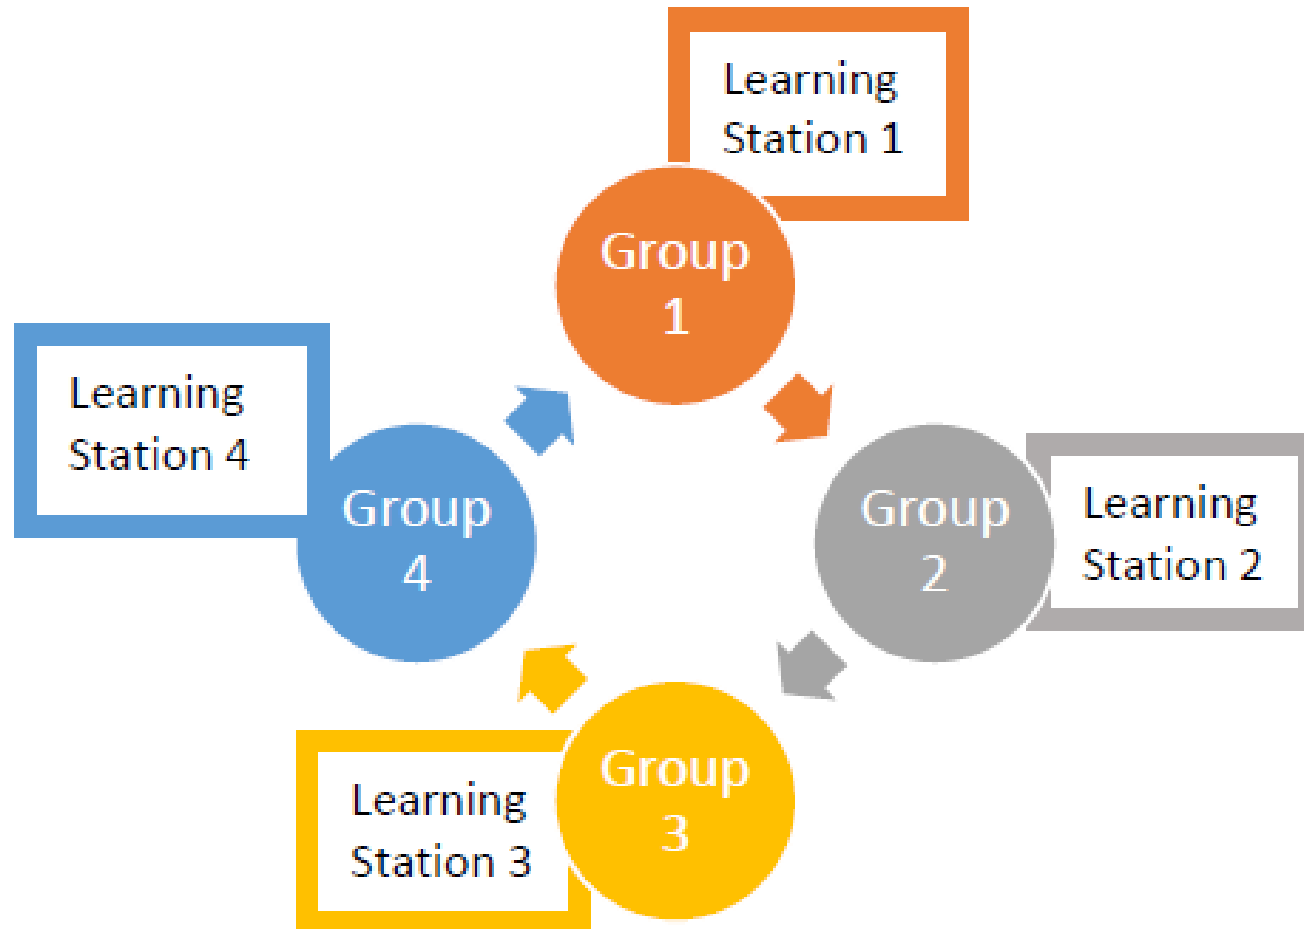 Learning
Station 1
Group
1
Learning
Station 4
Group
4
Group
2
Learning
Station 2
Group
3
Learning
Station 3